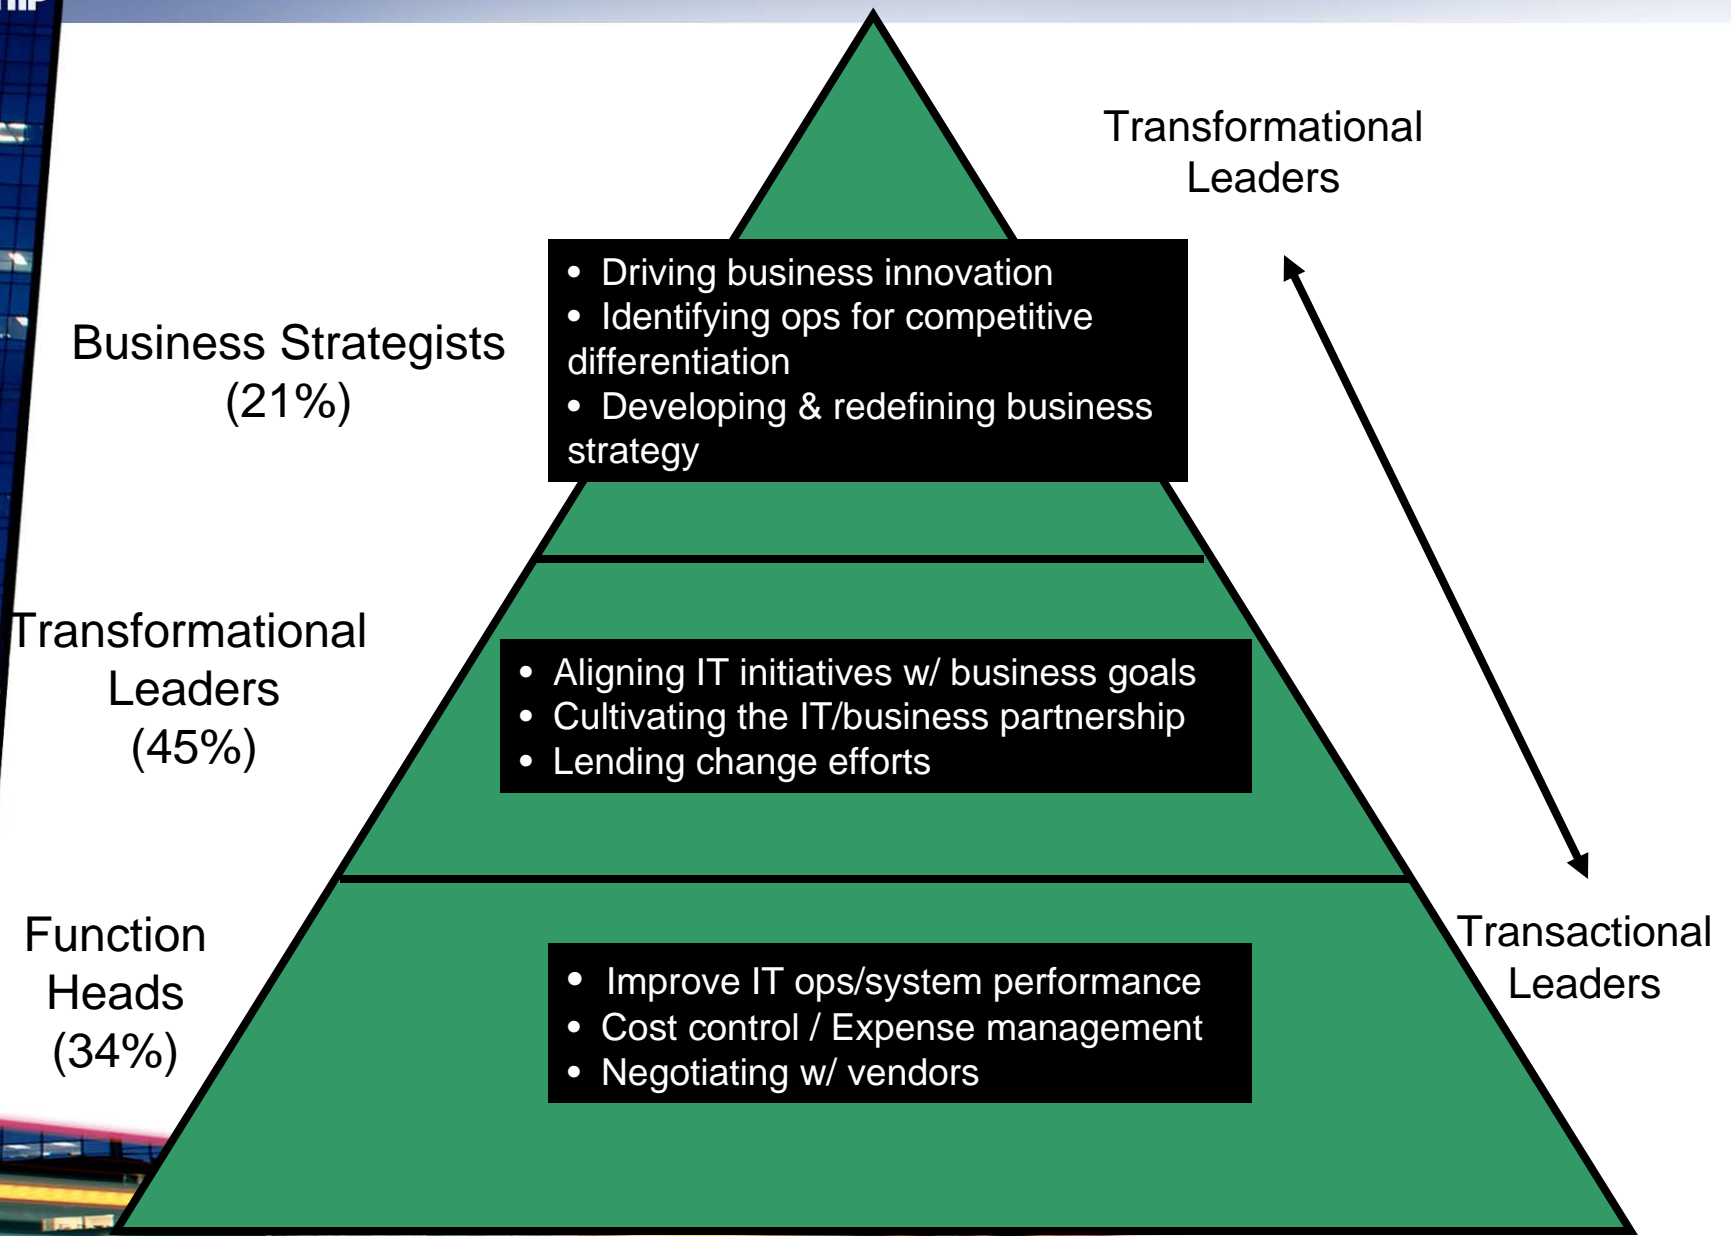 Transformational
Leaders
Business Strategists
(21%)
• Driving business innovation
• Identifying ops for competitive
differentiation
• Developing & redefining business
strategy
Transformational
Leaders
(45%)
• Aligning IT initiatives w/ business goals
• Cultivating the IT/business partnership
• Lending change efforts
Function
Heads
(34%)
• Improve IT ops/system performance
• Cost control / Expense management
• Negotiating w/ vendors
Transactional
Leaders